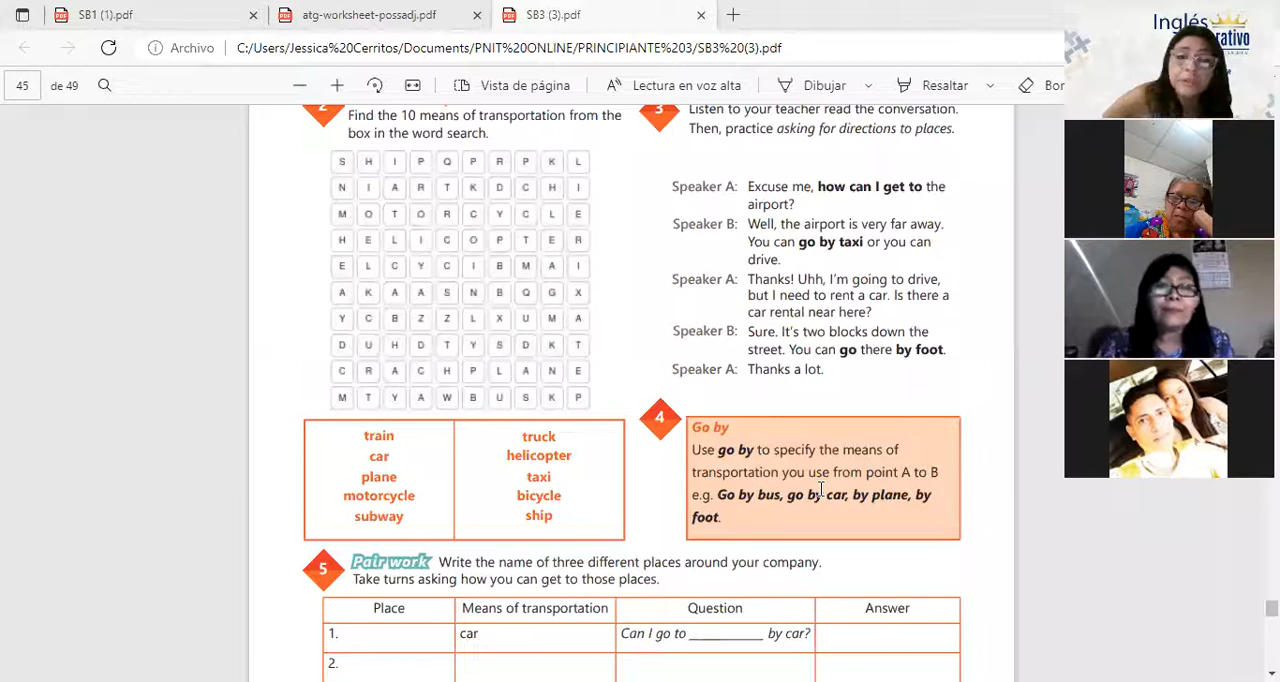 SB1 (1).pdf
atg-worksheet-possadj.pdf
SB3 (3).pdf
Archivo
C:/Users/Jessica%20Cerritos/Documents/PNIT%20ONLINE/PRINCIPIANTE%203/SB3%20(3).pdf
45
de 49
Vista de página
Lectura en voz alta
Dibujar
Resaltar
Bor
Inglés
2
Find the 10 means of transportation from the
box in the word search.
S H I P Q P R P K L
N I A R T K D C H I
M O T O R C Y C L E
H E L I C O P T E R
E L C Y C I B M A I
A K A A S N B Q G X
Y C B Z Z L X U M A
D U H D T Y S D K T
C R A G H P L A N E
M T Y A W B U S K P
train
car
plane
motorcycle
subway
truck
helicopter
taxi
bicycle
ship
3
Listen to your teacher read the conversation.
Then, practice asking for directions to places.
Speaker A: Excuse me, how can I get to the
airport?
Speaker B: Well, the airport is very far away.
You can go by taxi or you can
drive.
Speaker A: Thanks! Uhh, I'm going to drive,
but I need to rent a car. Is there a
car rental near here?
Speaker B: Sure. It's two blocks down the
street. You can go there by foot.
Speaker A: Thanks a lot.
4
Go by
Use go by to specify the means of
transportation you use from point A to B
e.g. Go by bus, go by car, by plane, by
foot.
5
Pair work Write the name of three different places around your company.
Take turns asking how you can get to those places.
Place Means of transportation Question Answer
1. car Can I go to __________ by car?
2.